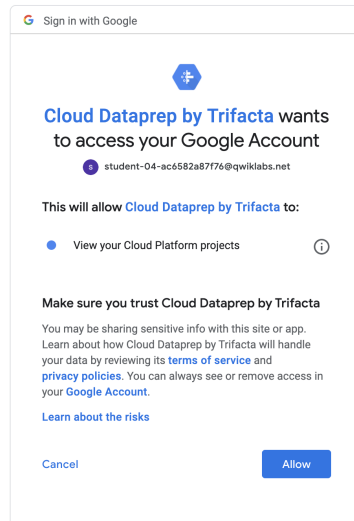 Sign in with Google
Cloud Dataprep by Trifacta wants
to access your Google Account
s student-04-ac6582a87f76@qwiklabs.net
This will allow Cloud Dataprep by Trifacta to:
View your Cloud Platform projects
Make sure you trust Cloud Dataprep by Trifacta
You may be sharing sensitive info with this site or app.
Learn about how Cloud Dataprep by Trifacta will handle
your data by reviewing its terms of service and
privacy policies. You can always see or remove access in
your Google Account.
Learn about the risks
Cancel Allow